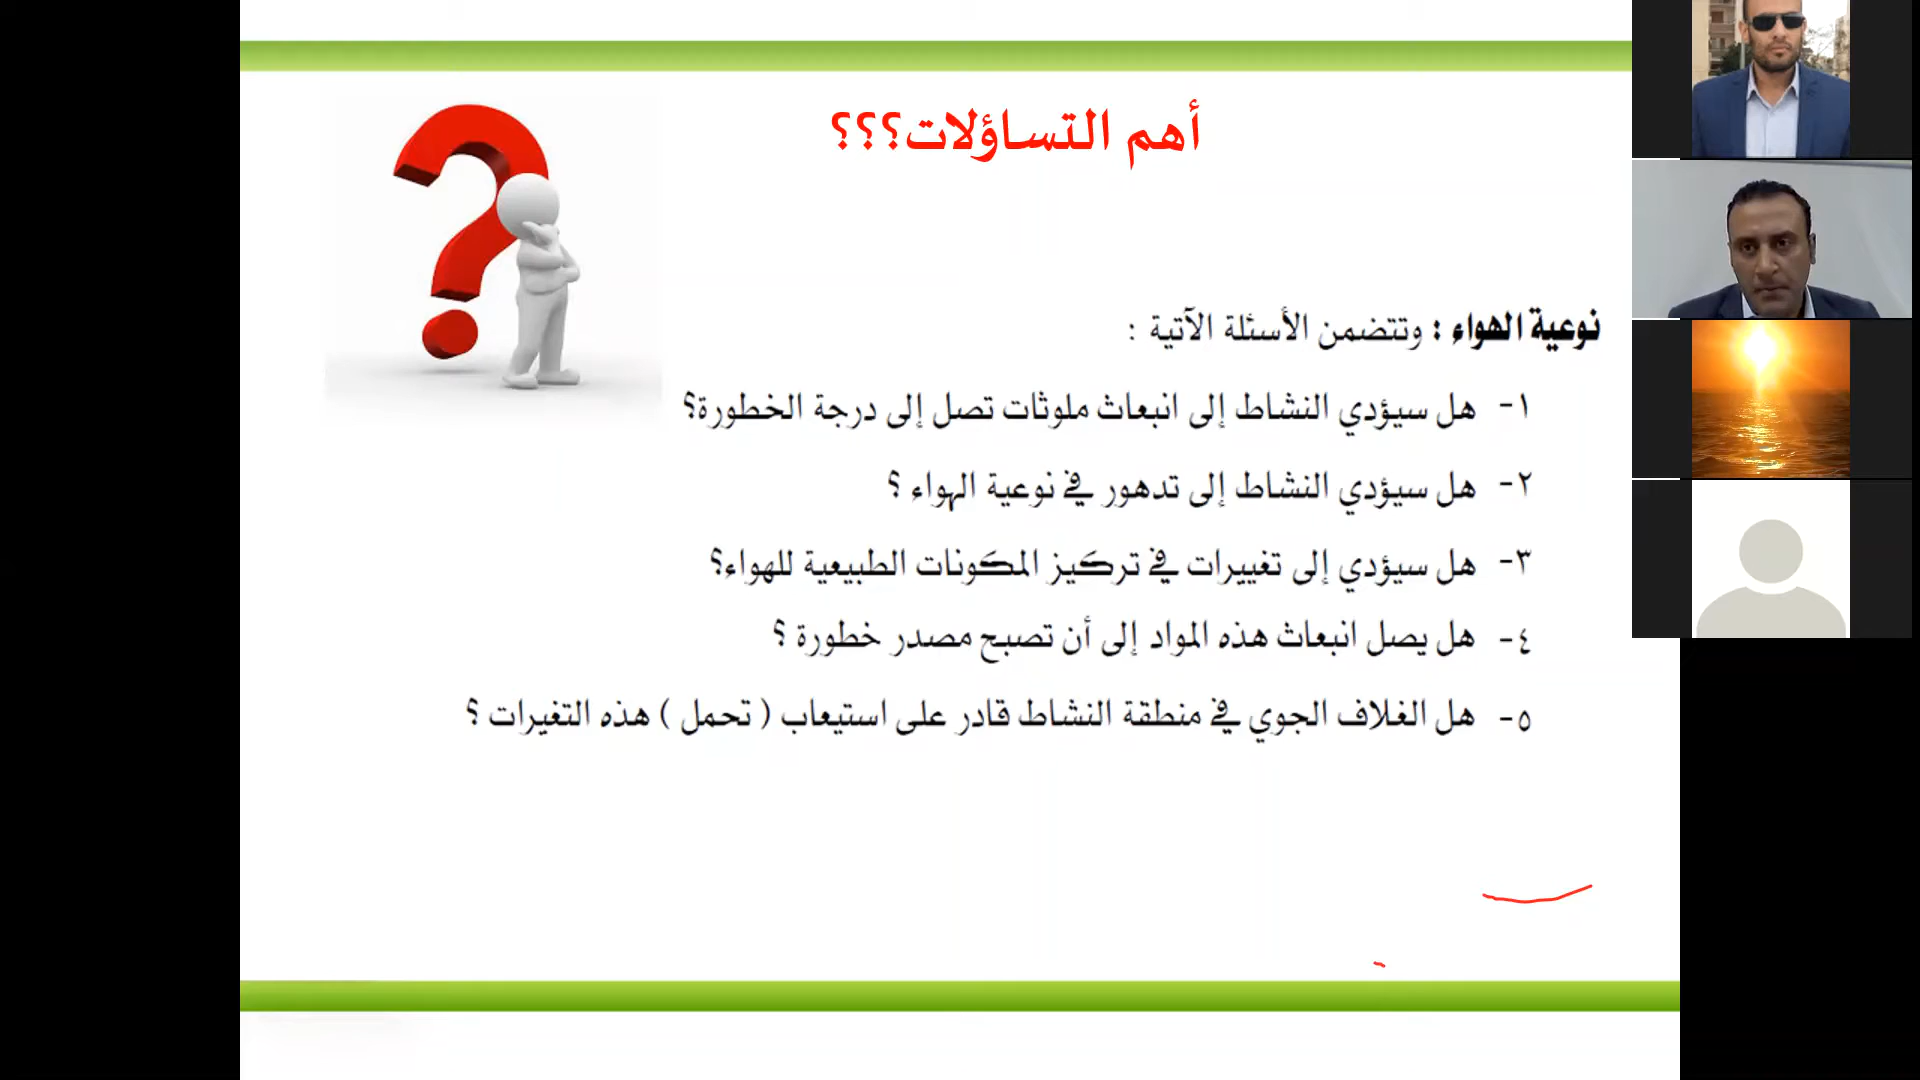 أهم التساؤلات؟؟؟
نوعية الهواء : وتتضمن الأسئلة الآتية :
١- هل سيؤدي النشاط إلى انبعاث ملوثات تصل إلى درجة الخطورة؟
٢- هل سيؤدي النشاط إلى تدهور في نوعية الهواء ؟
٣- هل سيؤدي إلى تغييرات في تركيز المكونات الطبيعية للهواء؟
٤- هل يصل انبعاث هذه المواد إلى أن تصبح مصدر خطورة ؟
٥- هل الغلاف الجوي في منطقة النشاط قادر على استيعاب ( تحمل ) هذه التغيرات ؟